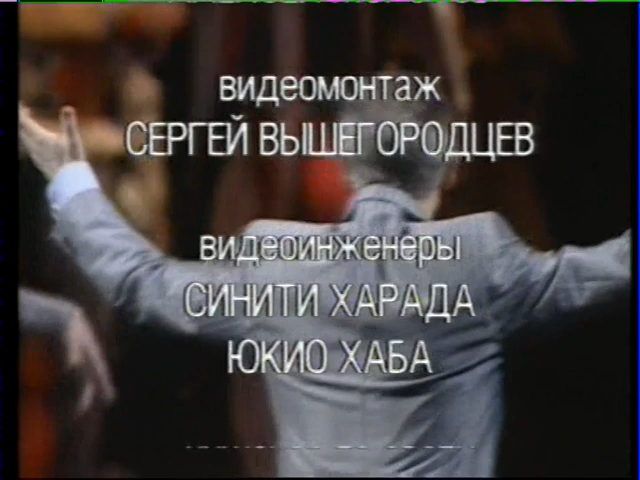 видеомонтаж
СЕРГЕЙ ВЫШЕГОРОДЦЕВ
видеоинженеры
СИНИТИ ХАРАДА
ЮКИО ХАБА